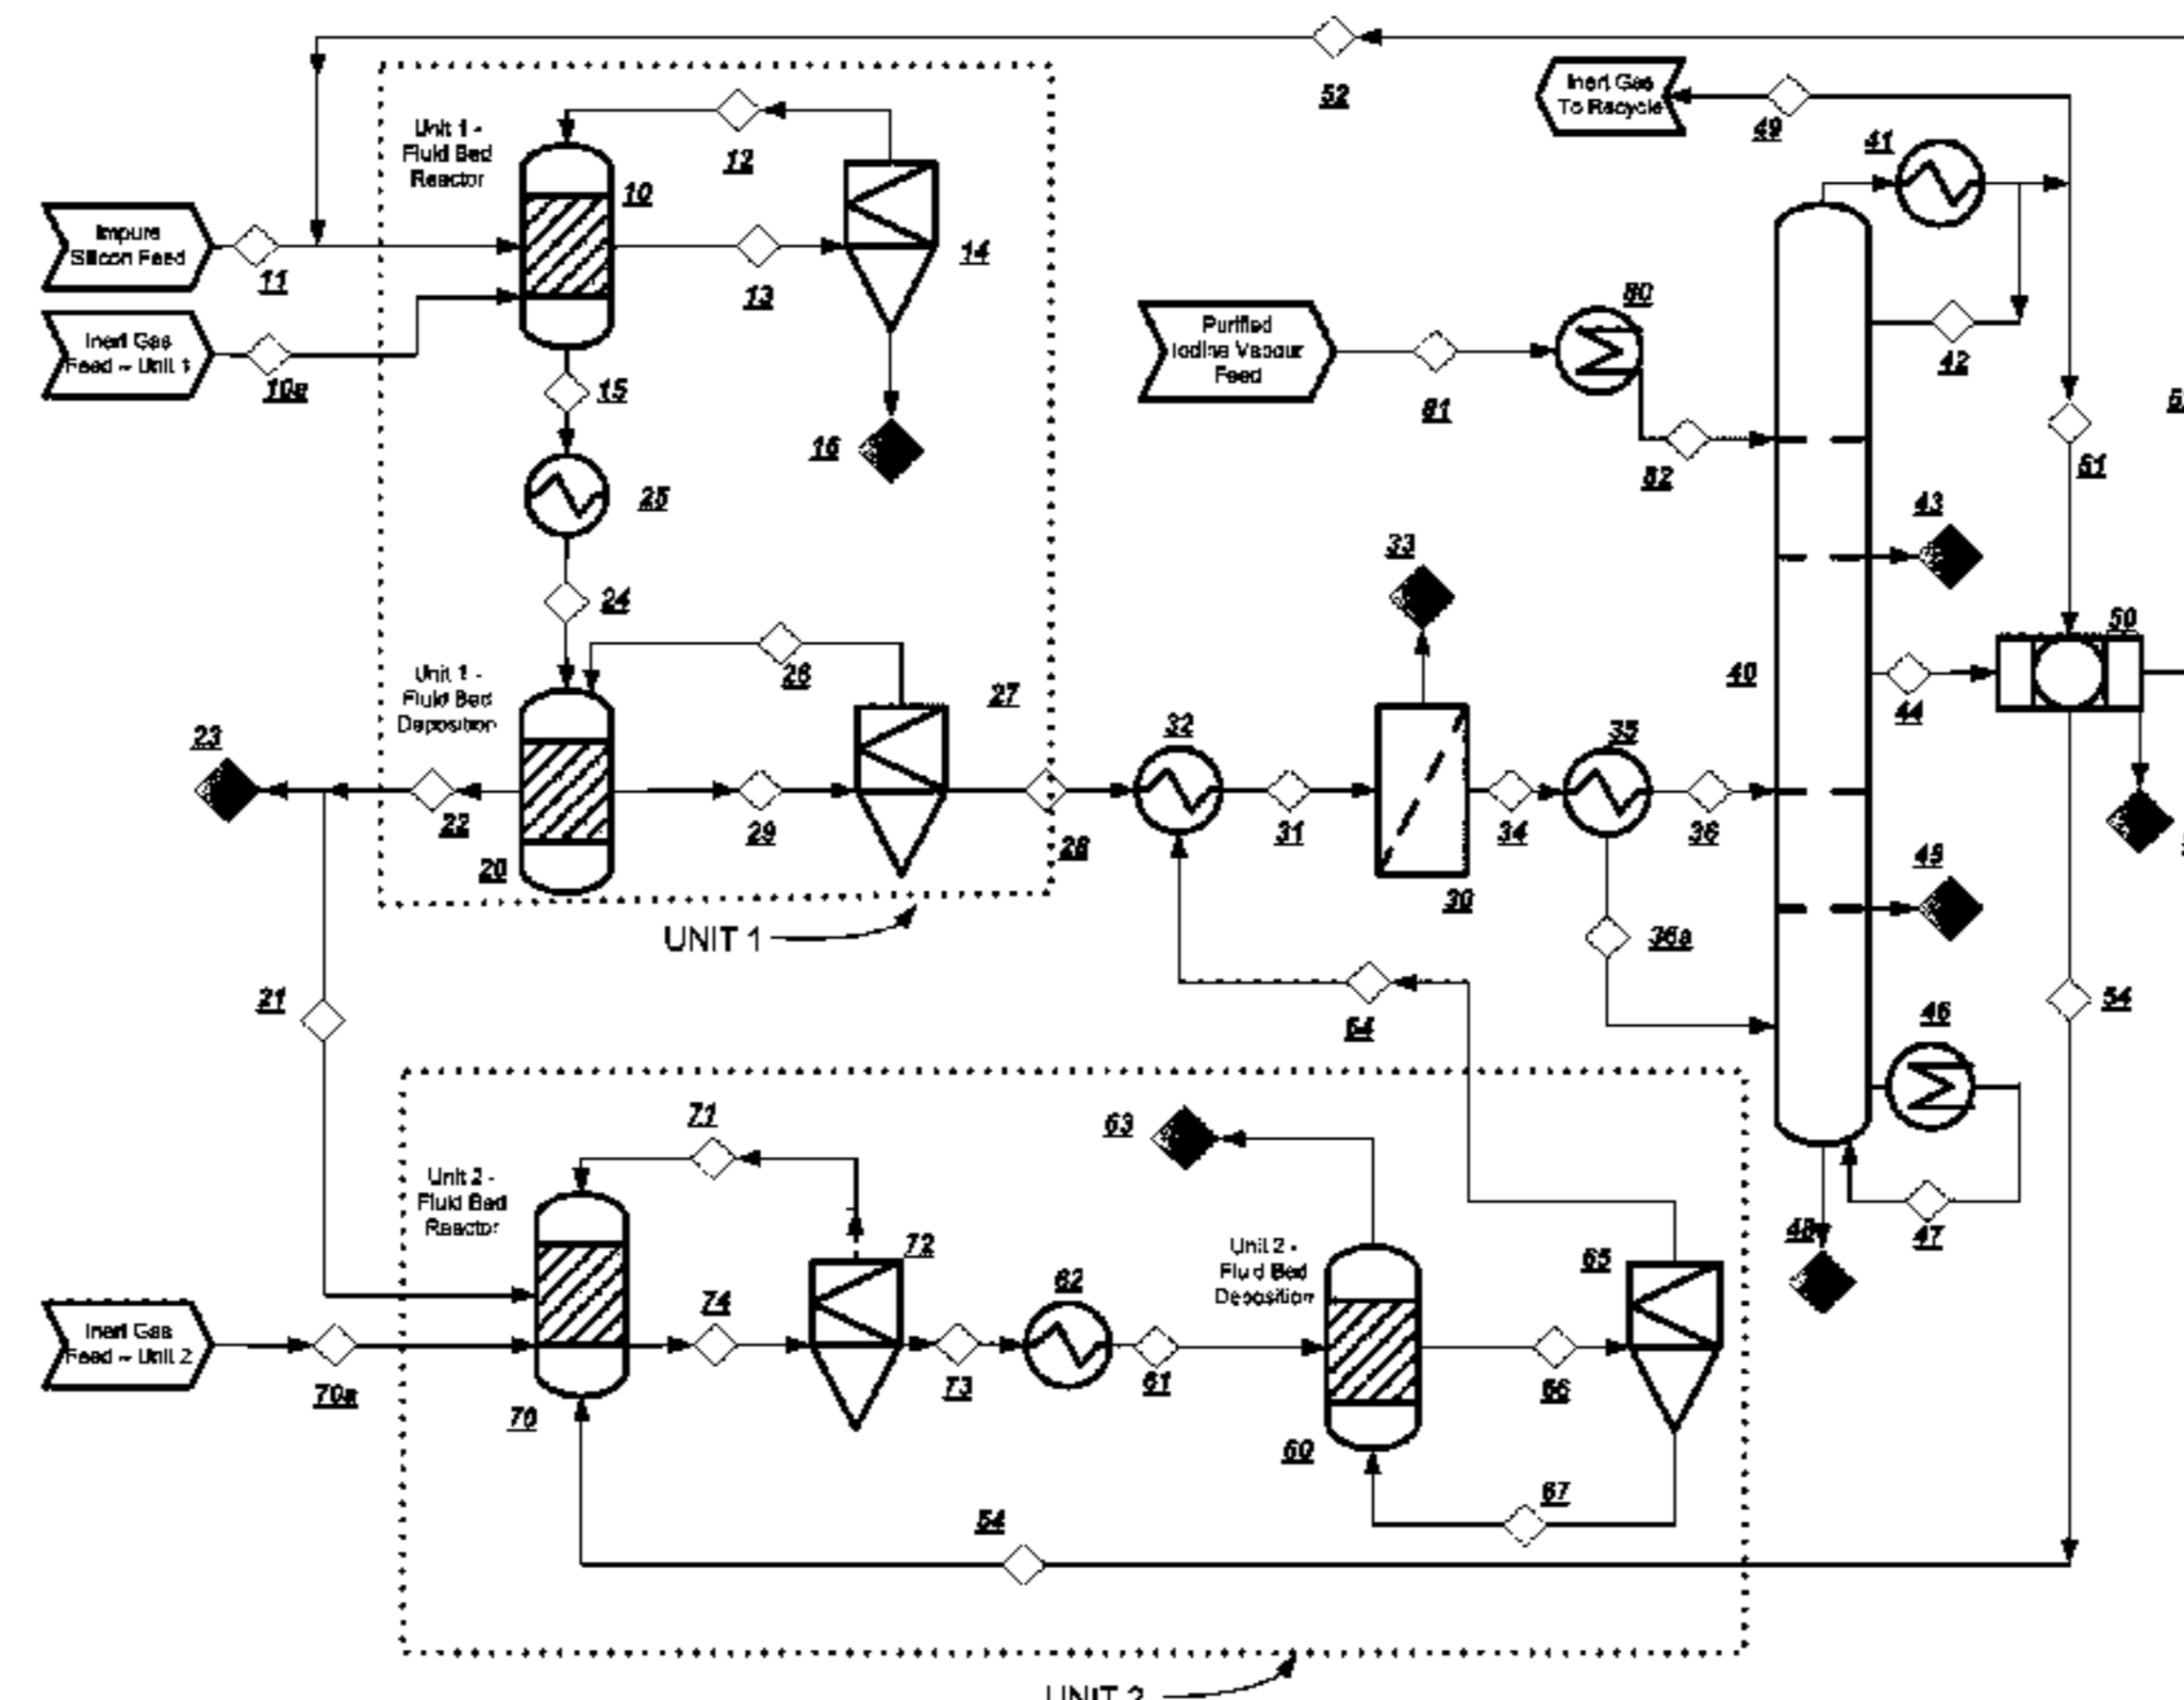 52
Inert Gas
To Recycle
49
41
Unit 1 -
Fluid Bed
Reactor
12
10
14
Impure
Silicon Feed
11
13
Inert Gas
Feed ~ Unit 1
10a
15
16
25
24
Purified
Iodine Vapour
Feed
81
80
82
42
51
43
33
50
40
44
Unit 1 -
Fluid Bed
Deposition
26
27
23
22
20
29
28
32
31
30
34
35
36
45
36a
UNIT 1
21
64
54
46
71
Unit 2 -
Fluid Bed
Reactor
72
74
62
63
Unit 2 -
Fluid Bed
Deposition
65
48
47
Inert Gas
Feed ~ Unit 2
70a
70
73
61
60
66
67
54
UNIT 2